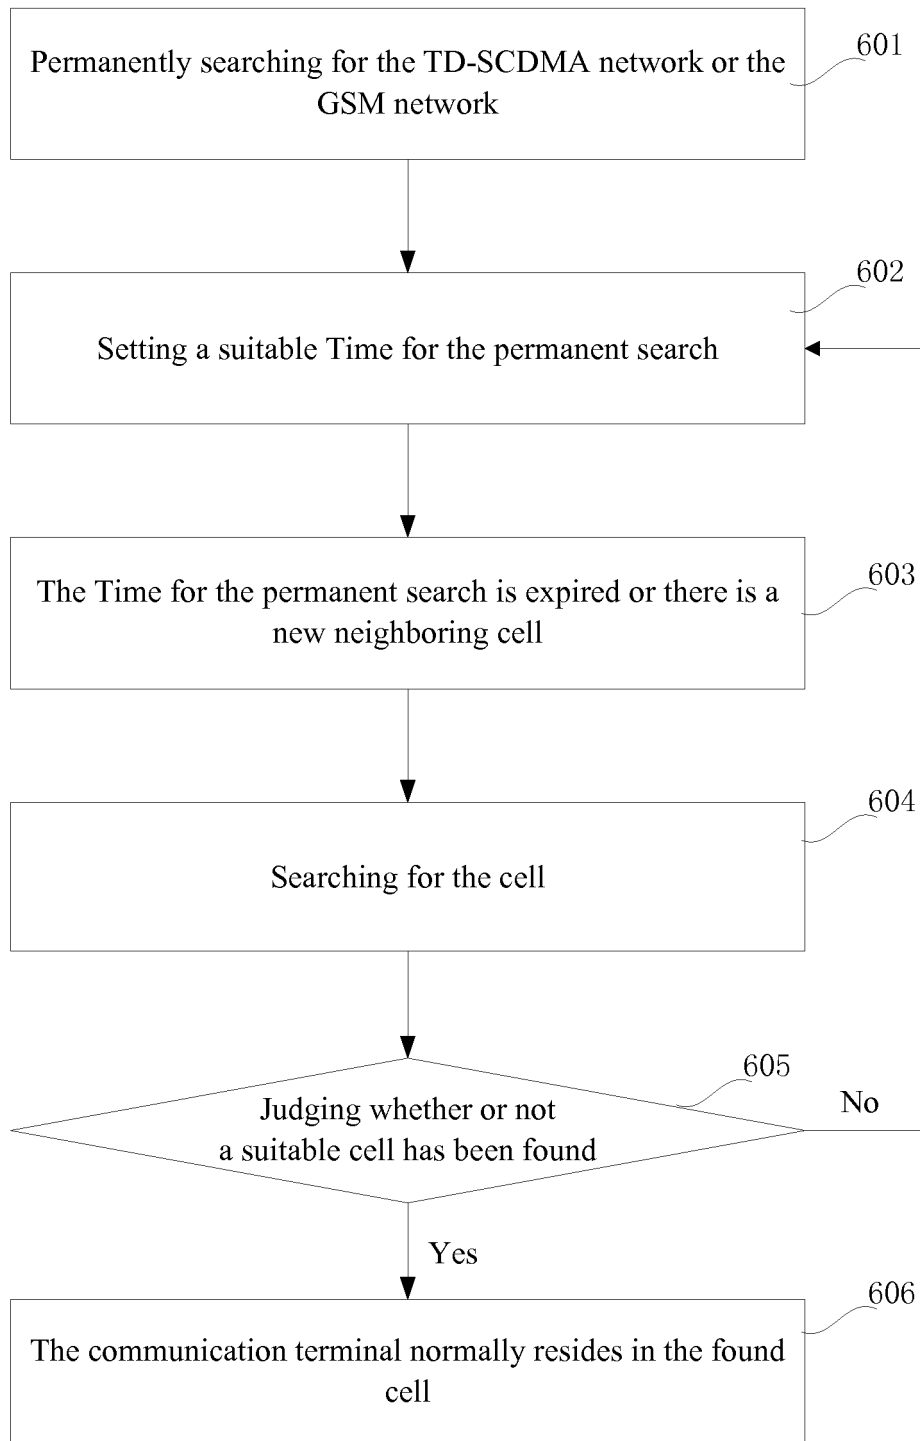 Permanently searching for the TD-SCDMA network or the
GSM network
601
Setting a suitable Time for the permanent search
602
The Time for the permanent search is expired or there is a
new neighboring cell
603
Searching for the cell
604
Judging whether or not
a suitable cell has been found
605
No
Yes
The communication terminal normally resides in the found
cell
606